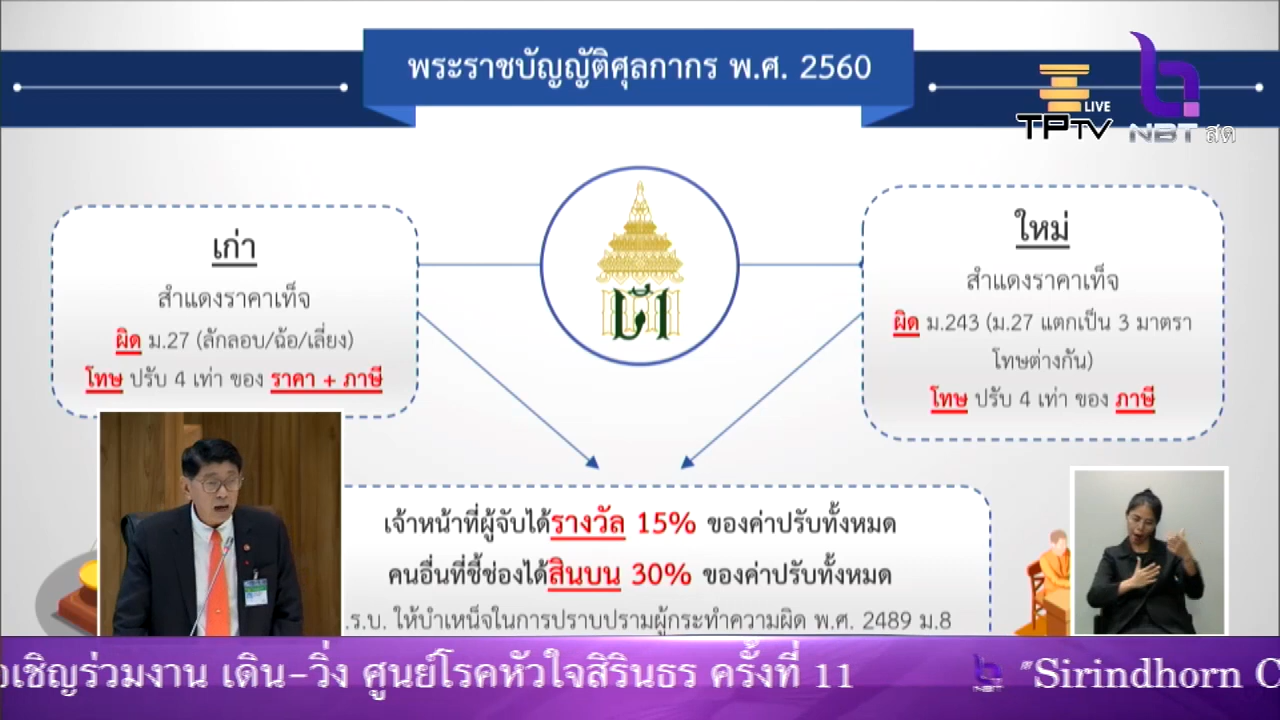 พระราชบัญญัติศุลกากร พ.ศ. 2560
LIVE
TPTV
NBT สด
เก่า
สำแดงราคาเท็จ
ผิด ม.27 (ลักลอบ/ฉ้อ/เลี่ยง)
โทษ ปรับ 4 เท่า ของ ราคา + ภาษี
ใหม่
สำแดงราคาเท็จ
ผิด ม.243 (ม.27 แตกเป็น 3 มาตรา
โทษต่างกัน)
โทษ ปรับ 4 เท่า ของ ภาษี
เจ้าหน้าที่ผู้จับได้รางวัล 15% ของค่าปรับทั้งหมด
คนอื่นที่ชี้ช่องได้สินบน 30% ของค่าปรับทั้งหมด
.ร.บ. ให้บำเหน็จในการปราบปรามผู้กระทำความผิด พ.ศ. 2489 ม.8
อเชิญร่วมงาน เดิน-วิ่ง ศูนย์โรคหัวใจสิรินธร ครั้งที่ 11 NBT "Sirindhorn C